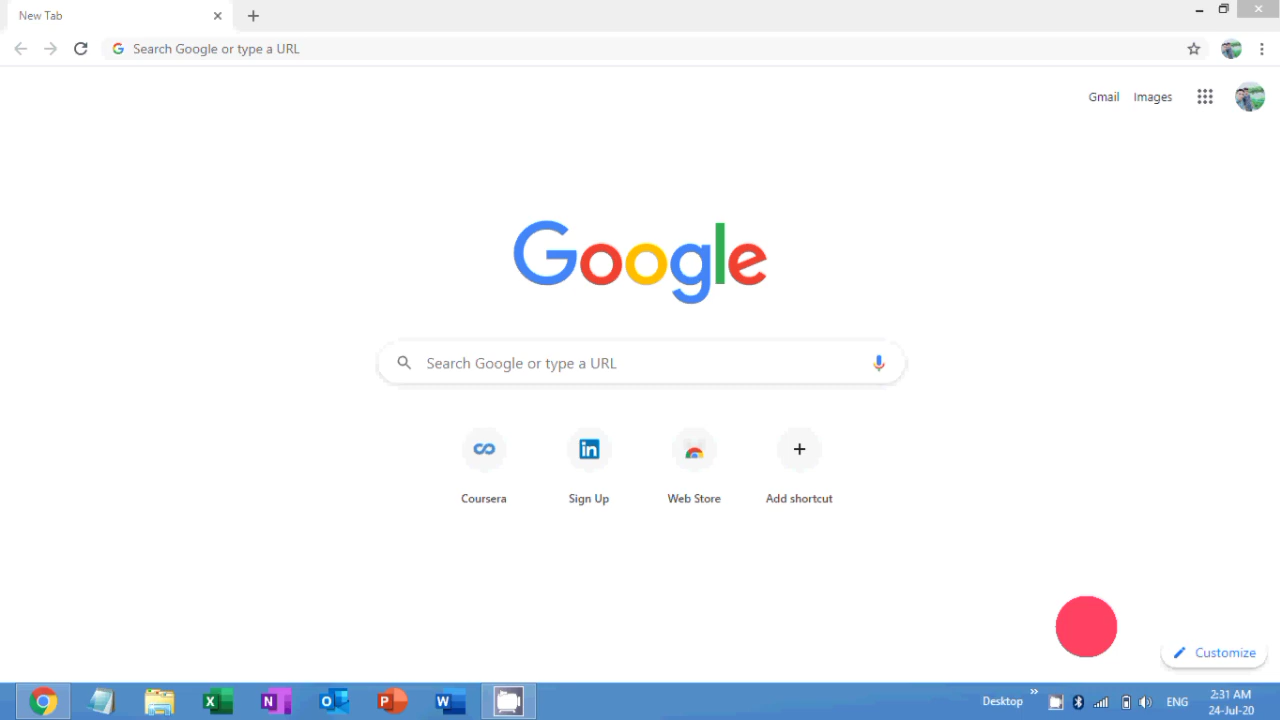 New Tab
Search Google or type a URL
Gmail Images
Google
Search Google or type a URL
in
Coursera Sign Up Web Store Add shortcut
Customize
X N O P W
Desktop ENG 2:31 AM
24-Jul-20